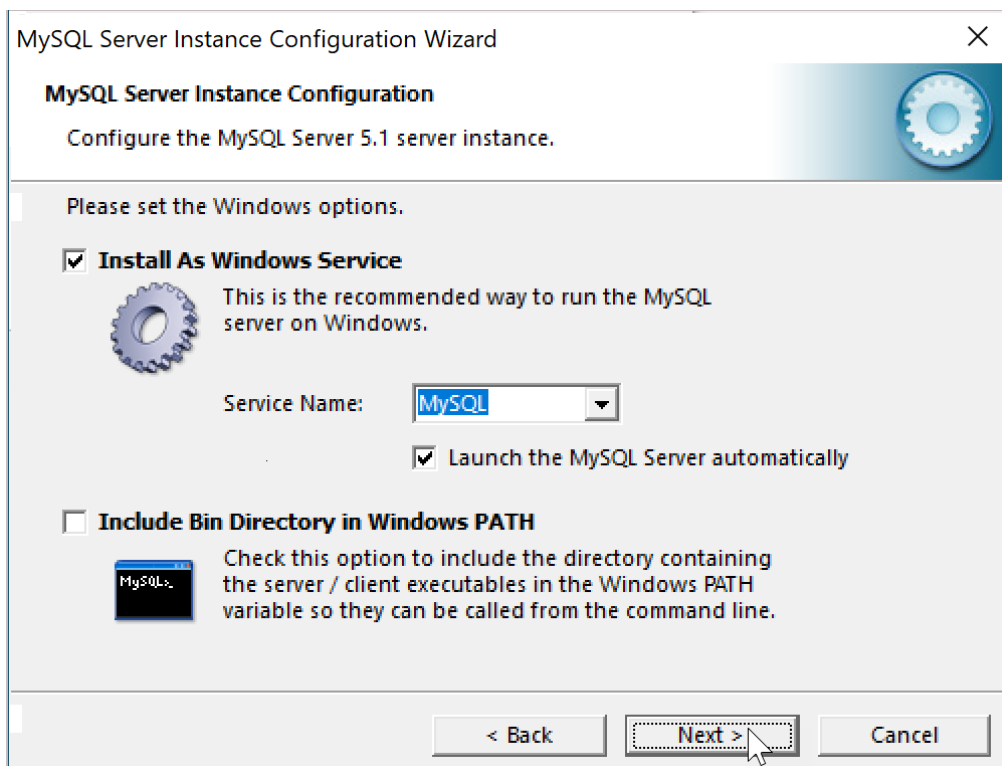 MySQL Server Instance Configuration Wizard
MySQL Server Instance Configuration
Configure the MySQL Server 5.1 server instance.
Please set the Windows options.
Install As Windows Service
This is the recommended way to run the MySQL
server on Windows.
Service Name: MySQL
Launch the MySQL Server automatically
Include Bin Directory in Windows PATH
MySQL>_
Check this option to include the directory containing
the server / client executables in the Windows PATH
variable so they can be called from the command line.
< Back Next > Cancel